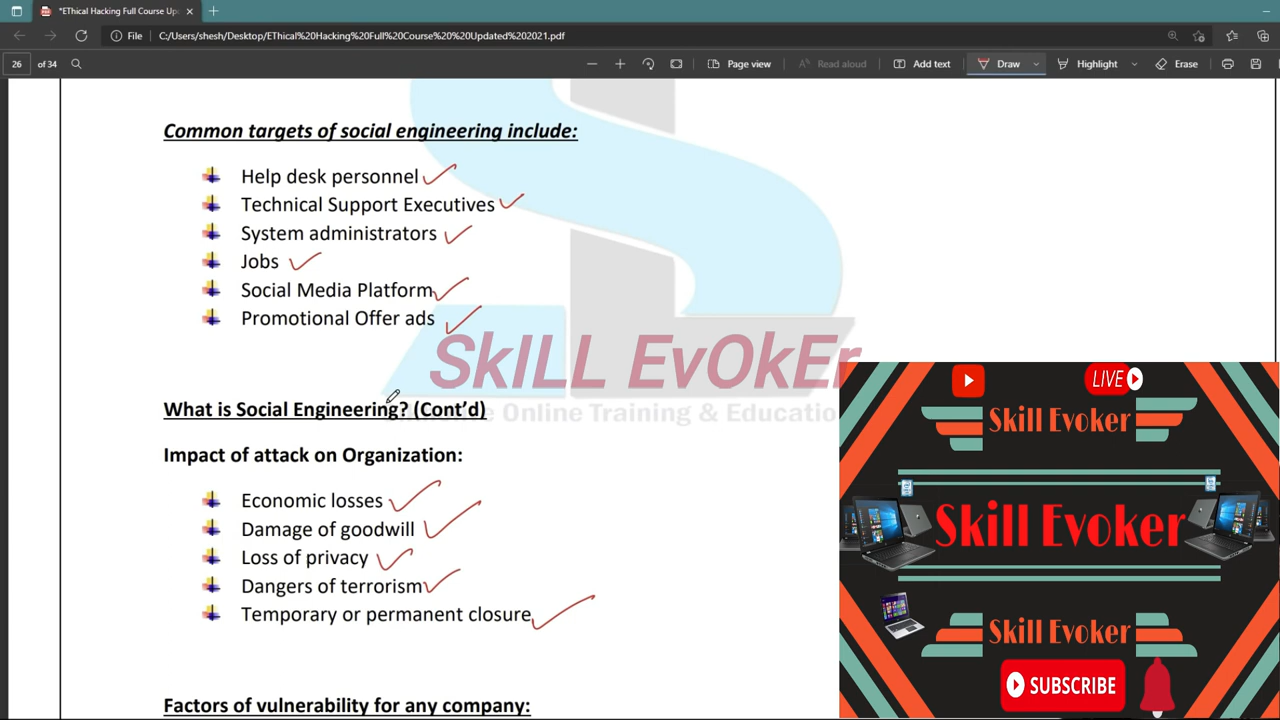 *EThical Hacking Full Course Up
File
C:/Users/shesh/Desktop/EThical%20Hacking%20Full%20Course%20%20Updated%202021.pdf
26 of 34
Page view
Read aloud
Add text
Draw
Highlight
Erase
Common targets of social engineering include:
Help desk personnel
Technical Support Executives
System administrators
Jobs
Social Media Platform
Promotional Offer ads
SkILL EvOkEr
Online Training & Educatio
What is Social Engineering? (Cont'd)
Impact of attack on Organization:
Economic losses
Damage of goodwill
Loss of privacy
Dangers of terrorism
Temporary or permanent closure
Factors of vulnerability for any company:
LIVE
Skill Evoker
Skill Evoker
Skill Evoker
SUBSCRIBE